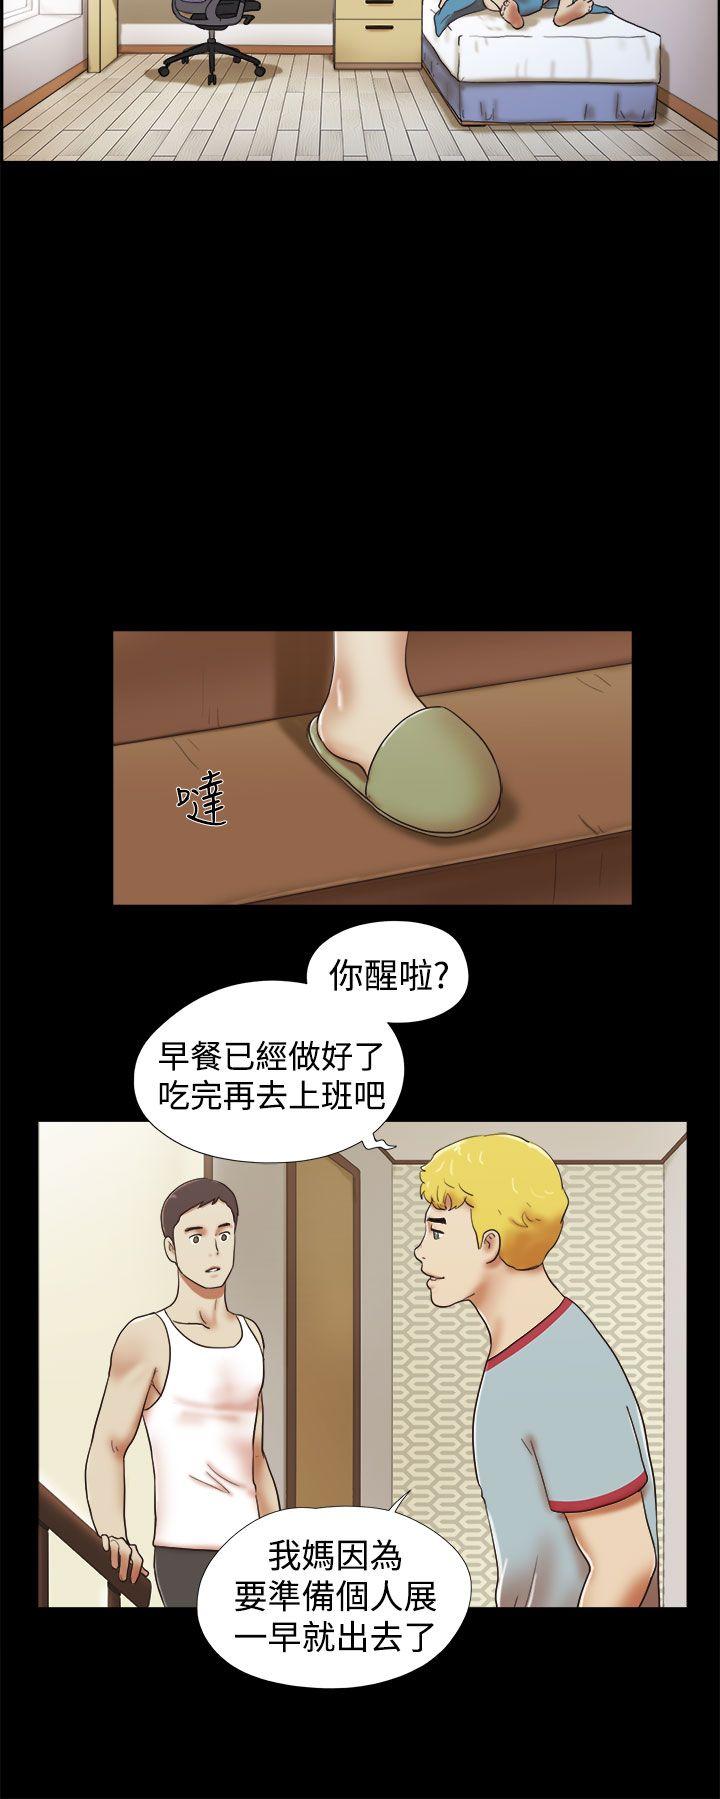 噠
你醒啦?
早餐已經做好了
吃完再去上班吧
我媽因為
要準備個人展
一早就出去了